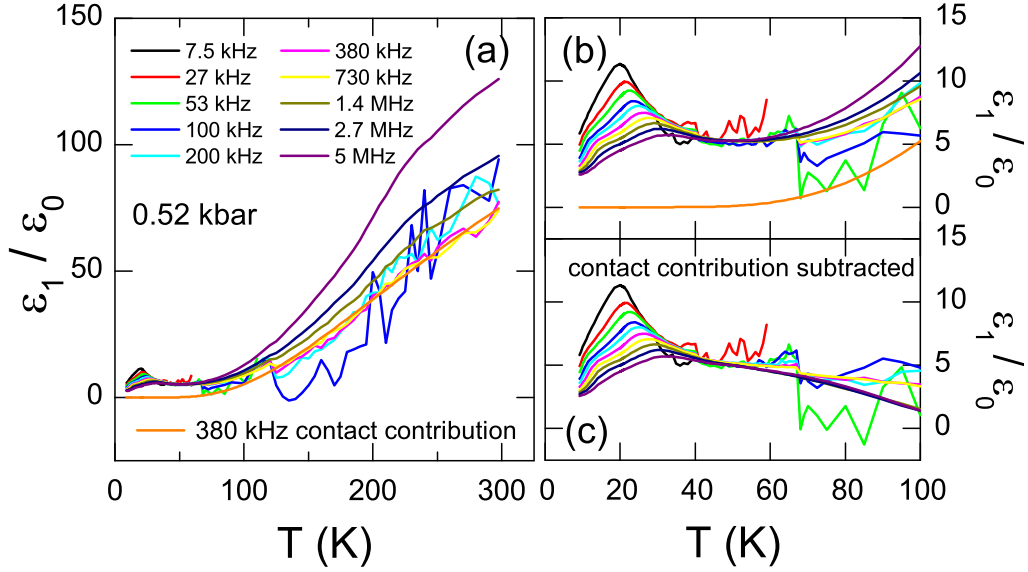 150
100
50
0
ε₁ / ε₀
(a)
7.5 kHz
27 kHz
53 kHz
100 kHz
200 kHz
380 kHz
730 kHz
1.4 MHz
2.7 MHz
5 MHz
0.52 kbar
380 kHz contact contribution
0
100
200
300
T (K)
(b)
15
10
5
0
ε₁ / ε₀
contact contribution subtracted
(c)
15
10
5
0
ε₁ / ε₀
0
20
40
60
80
100
T (K)